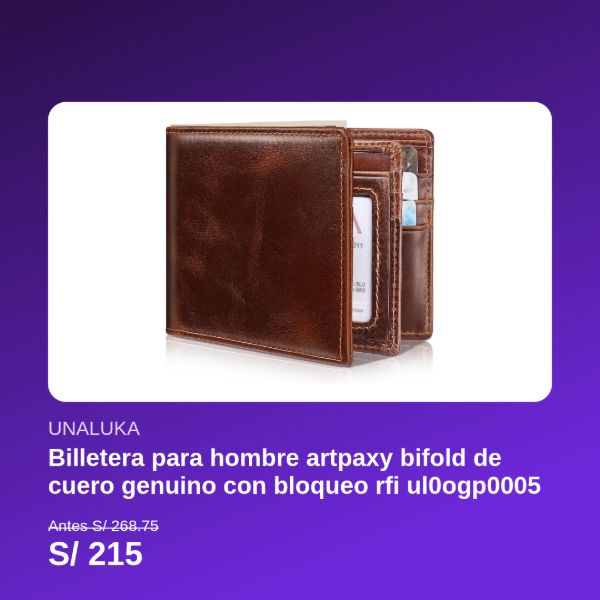 UNALUKA
Billetera para hombre artpaxy bifold de
cuero genuino con bloqueo rfi ul0ogp0005
Antes S/ 268.75
S/ 215